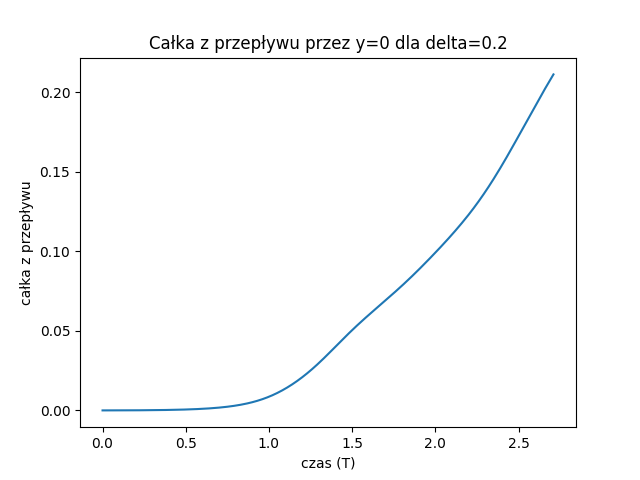 Całka z przepływu przez y=0 dla delta=0.2
całka z przepływu
0.20
0.15
0.10
0.05
0.00
0.0 0.5 1.0 1.5 2.0 2.5
czas (T)